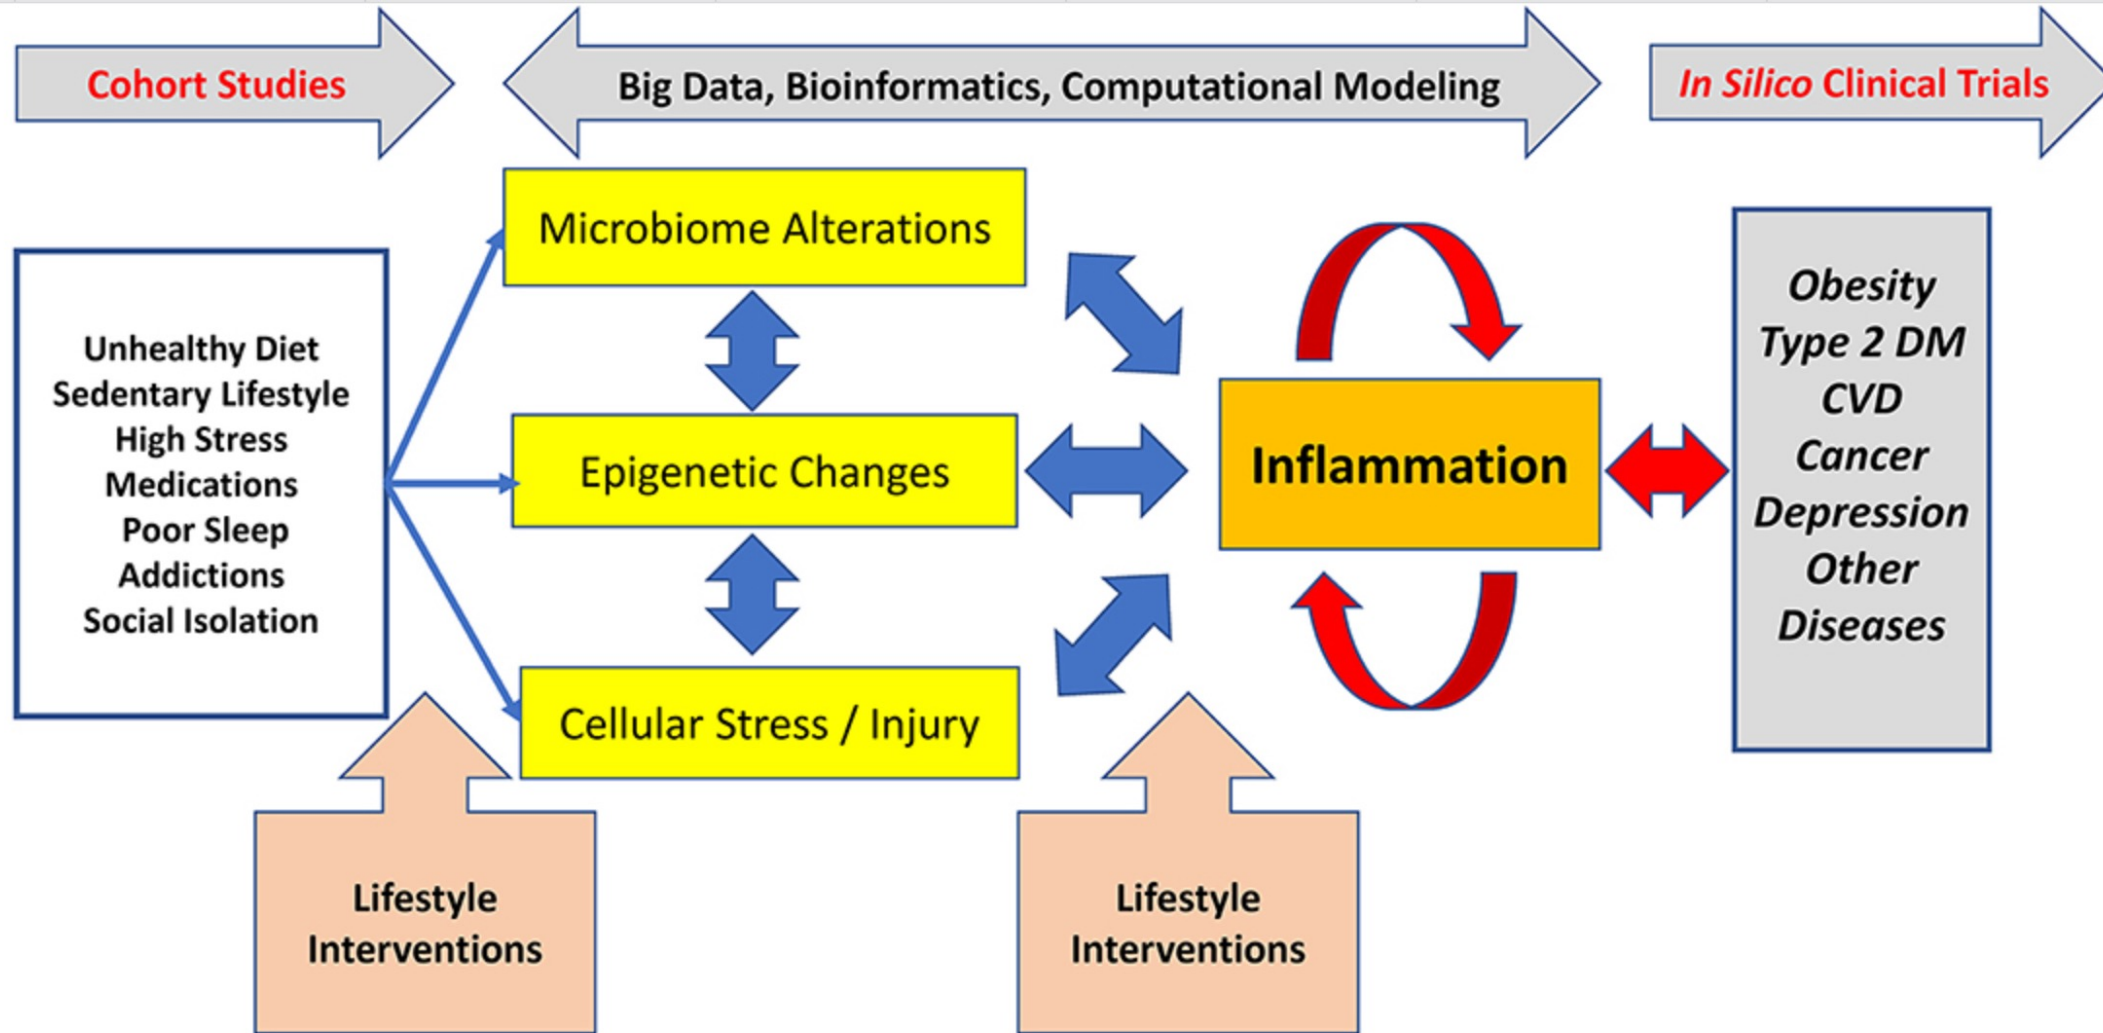 Cohort Studies
Big Data, Bioinformatics, Computational Modeling
In Silico Clinical Trials
Unhealthy Diet
Sedentary Lifestyle
High Stress
Medications
Poor Sleep
Addictions
Social Isolation
Microbiome Alterations
Epigenetic Changes
Cellular Stress / Injury
Inflammation
Obesity
Type 2 DM
CVD
Cancer
Depression
Other
Diseases
Lifestyle
Interventions
Lifestyle
Interventions